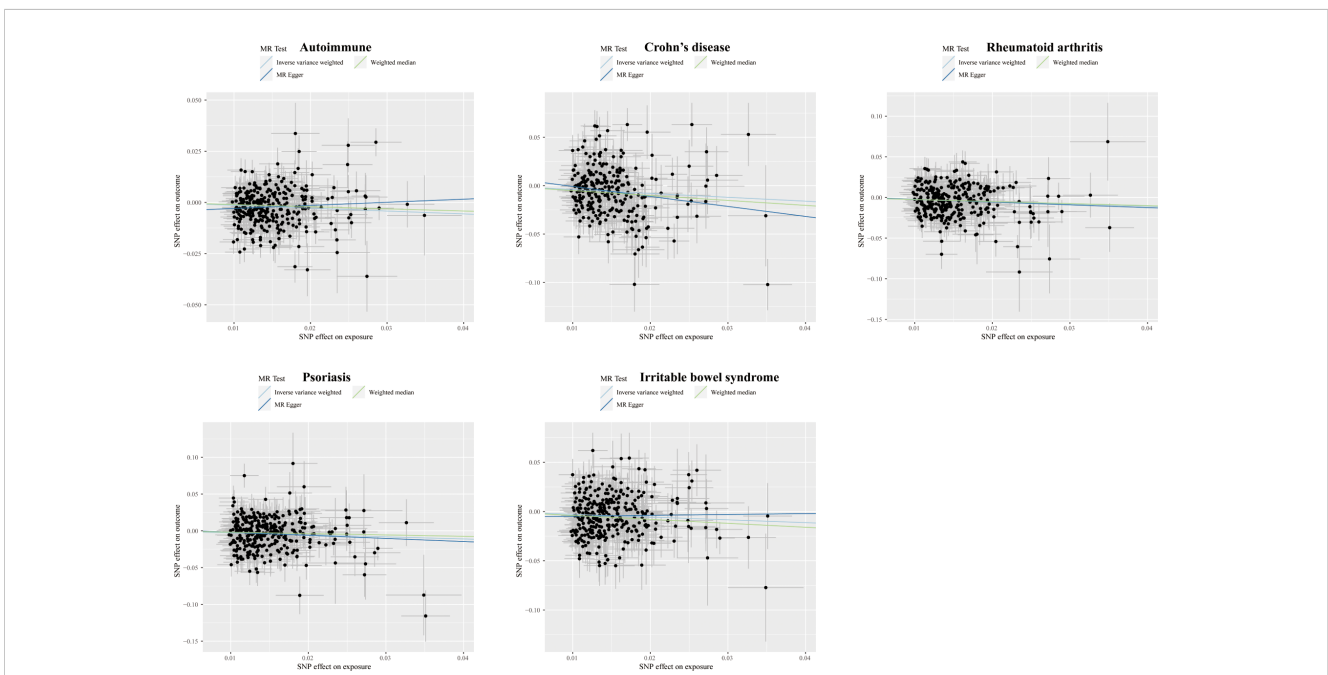 MR Test Autoimmune
Inverse variance weighted Weighted median
MR Egger
0.050
0.025
0.000
−0.025
−0.050
SNP effect on outcome
0.01 0.02 0.03 0.04
SNP effect on exposure
MR Test Crohn's disease
Inverse variance weighted Weighted median
MR Egger
0.05
0.00
−0.05
−0.10
SNP effect on outcome
0.01 0.02 0.03 0.04
SNP effect on exposure
MR Test Rheumatoid arthritis
Inverse variance weighted Weighted median
MR Egger
0.10
0.05
0.00
−0.05
−0.10
−0.15
SNP effect on outcome
0.01 0.02 0.03 0.04
SNP effect on exposure
MR Test Psoriasis
Inverse variance weighted Weighted median
MR Egger
0.10
0.05
0.00
−0.05
−0.10
−0.15
SNP effect on outcome
0.01 0.02 0.03 0.04
SNP effect on exposure
MR Test Irritable bowel syndrome
Inverse variance weighted Weighted median
MR Egger
0.05
0.00
−0.05
−0.10
SNP effect on outcome
0.01 0.02 0.03 0.04
SNP effect on exposure